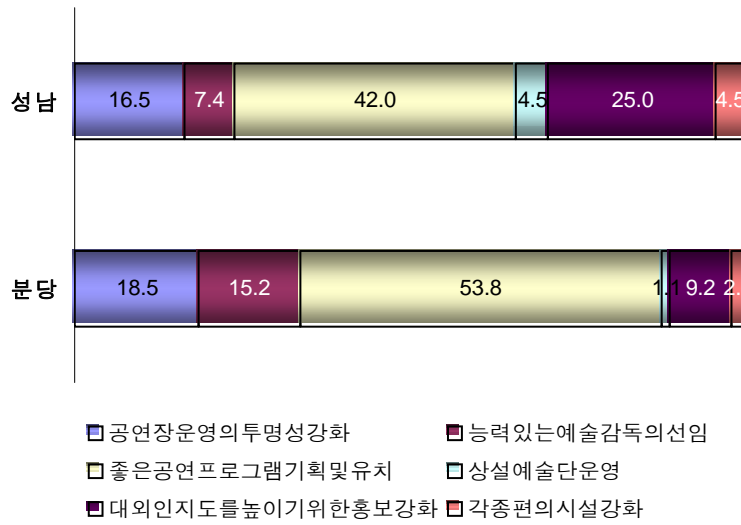 성남 16.5 7.4 42.0 4.5 25.0 4.5
분당 18.5 15.2 53.8 1.1 9.2 2.
공연장운영의투명성강화 능력있는예술감독의선임
좋은공연프로그램기획및유치 상설예술단운영
대외인지도를높이기위한홍보강화 각종편의시설강화